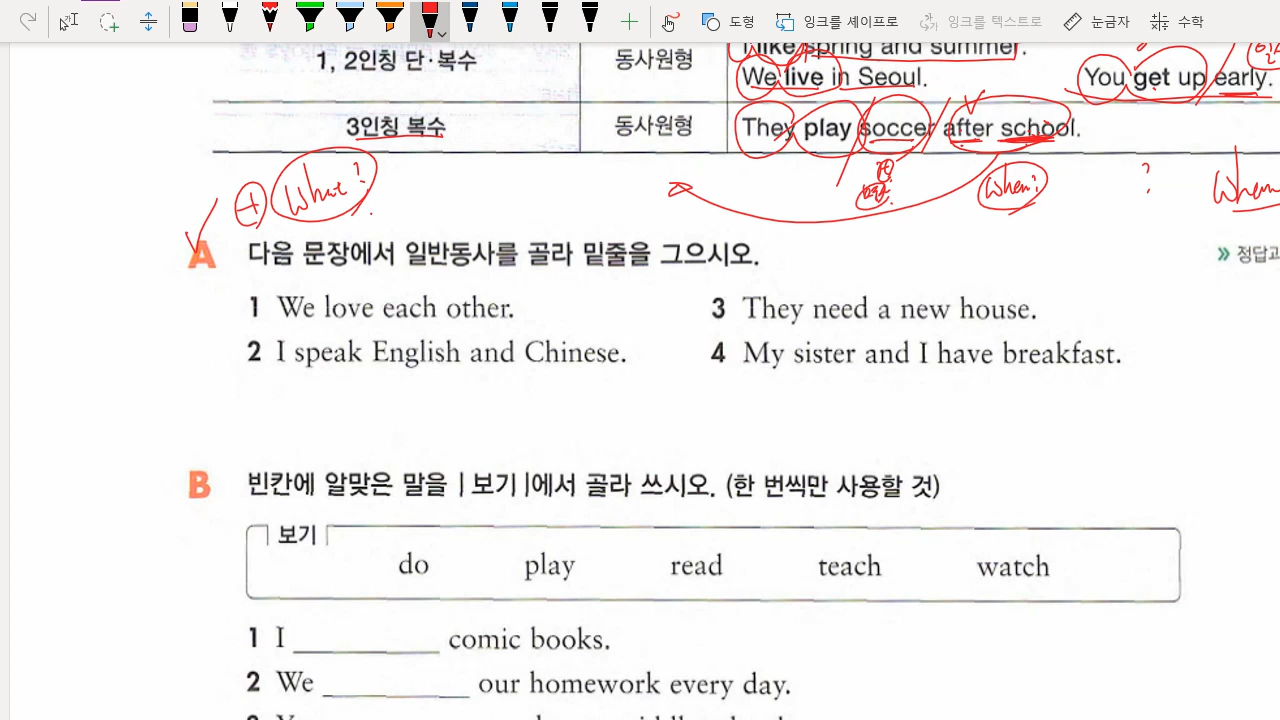 도형
잉크를 셰이프로
잉크를 텍스트로
눈금자
수학
1, 2인칭 단·복수
동사원형
like spring and summer.
We live in Seoul.
You get up early.
3인칭 복수
동사원형
They play soccer after school.
What?
When?
?
When
A 다음 문장에서 일반동사를 골라 밑줄을 그으시오.
» 정답과
1 We love each other.
3 They need a new house.
2 I speak English and Chinese.
4 My sister and I have breakfast.
B 빈칸에 알맞은 말을 |보기|에서 골라 쓰시오. (한 번씩만 사용할 것)
보기
do play read teach watch
1 I __________ comic books.
2 We __________ our homework every day.